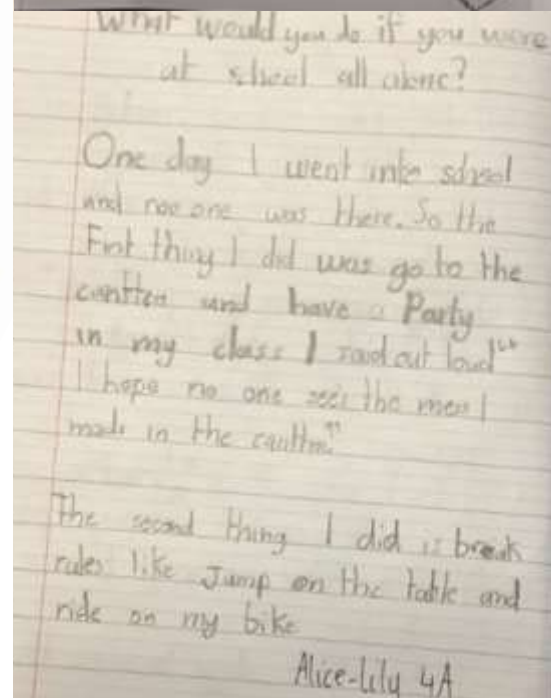 What would you do if you were
at school all alone?
One day I went into school
and noo one was there. So the
First thing I did was go to the
and have a Party
in my class I said out loud"
I hope no one sees the mess I
made in the
The second thing I did is break
rules like Jump on the table and
ride on my bike
Alice-Lily 4A